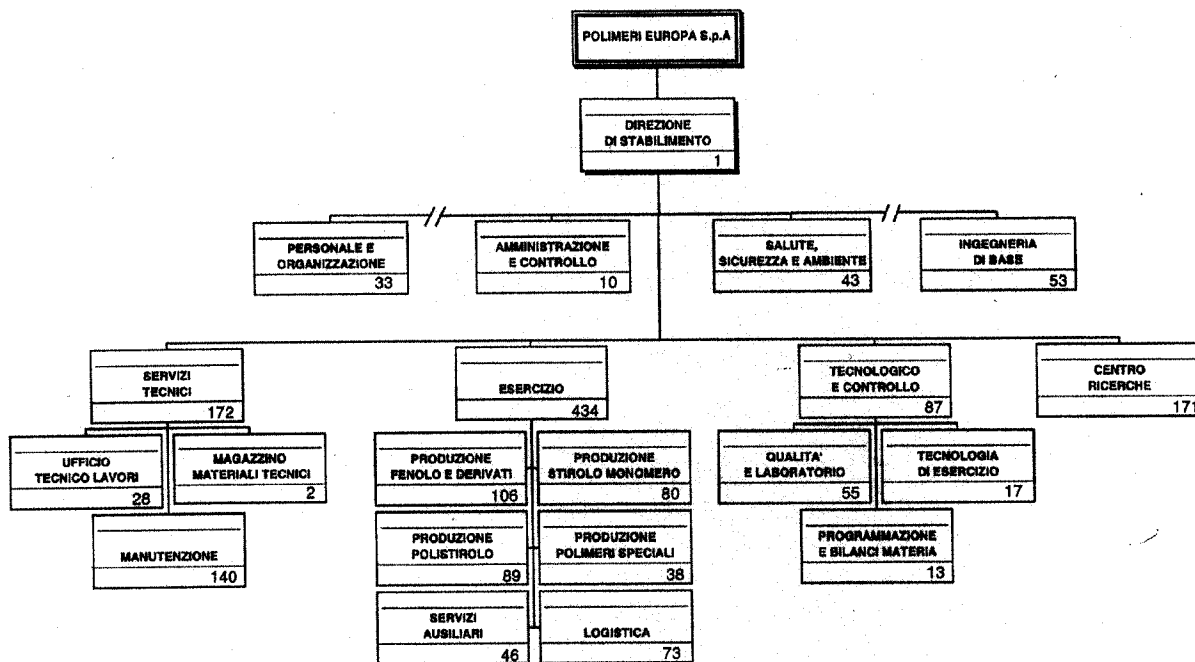 POLIMERI EUROPA S.p.A
DIREZIONE
DI STABILIMENTO
1
PERSONALE E
ORGANIZZAZIONE
33
AMMINISTRAZIONE
E CONTROLLO
10
SALUTE,
SICUREZZA E AMBIENTE
43
INGEGNERIA
DI BASE
53
SERVIZI
TECNICI
172
ESERCIZIO
434
TECNOLOGICO
E CONTROLLO
87
CENTRO
RICERCHE
171
UFFICIO
TECNICO LAVORI
28
MAGAZZINO
MATERIALI TECNICI
2
PRODUZIONE
FENOLO E DERIVATI
106
PRODUZIONE
STIROLO MONOMERO
80
QUALITA'
E LABORATORIO
55
TECNOLOGIA
DI ESERCIZIO
17
MANUTENZIONE
140
PRODUZIONE
POLISTIROLO
89
PRODUZIONE
POLIMERI SPECIALI
38
PROGRAMMAZIONE
E BILANCI MATERIA
13
SERVIZI
AUSILIARI
46
LOGISTICA
73